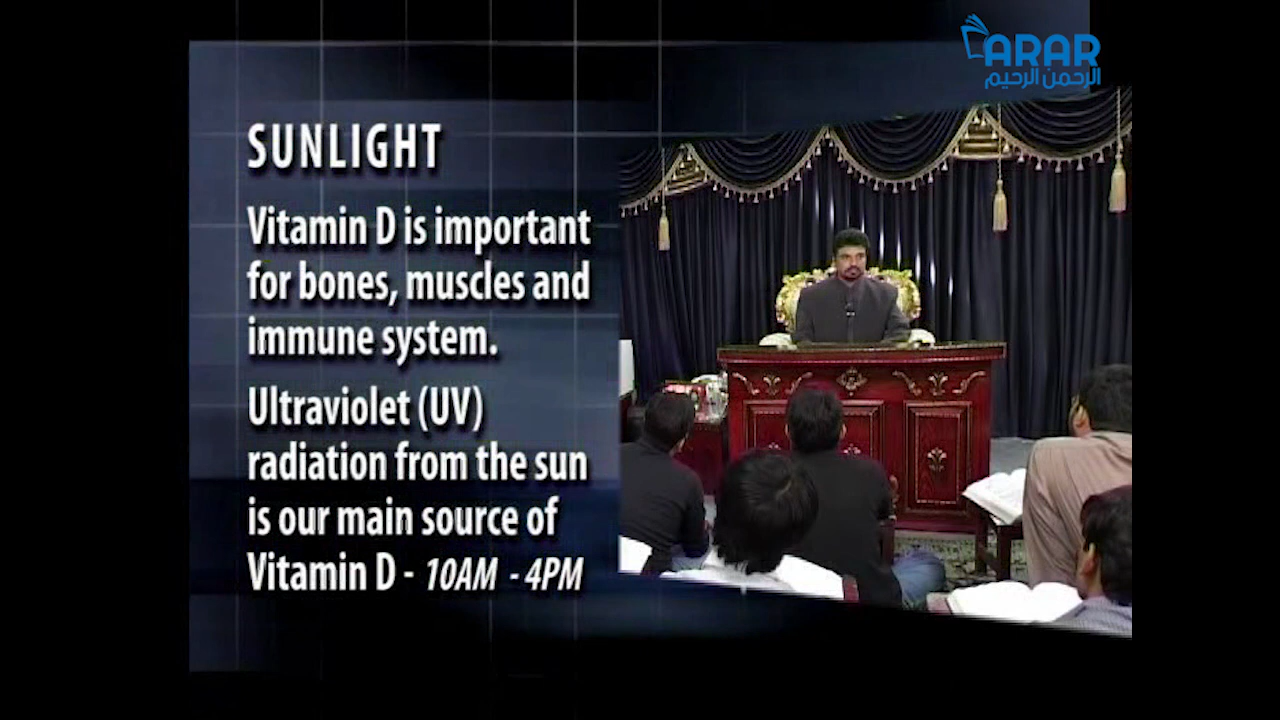 ARAR
الرحمن الرحيم
SUNLIGHT
Vitamin D is important
for bones, muscles and
immune system.
Ultraviolet (UV)
radiation from the sun
is our main source of
Vitamin D - 10AM - 4PM